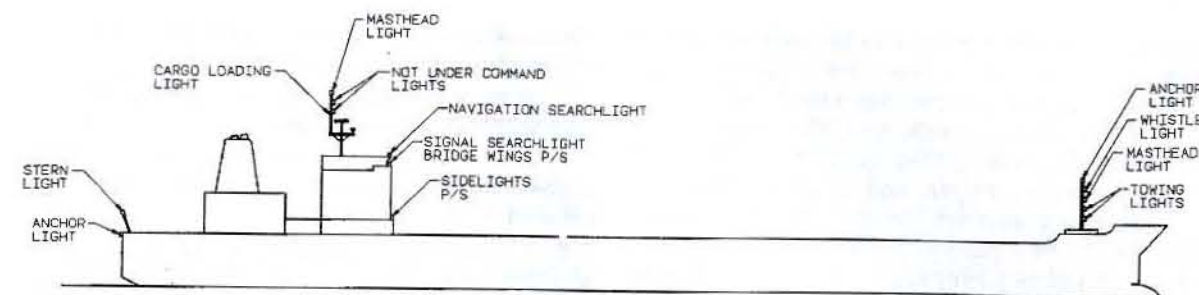 MASTHEAD
LIGHT
CARGO LOADING
LIGHT
NOT UNDER COMMAND
LIGHTS
NAVIGATION SEARCHLIGHT
SIGNAL SEARCHLIGHT
BRIDGE WINGS P/S
SIDELIGHTS
P/S
STERN
LIGHT
ANCHOR
LIGHT
ANCHOR
LIGHT
WHISTLE
LIGHT
MASTHEAD
LIGHT
TOWING
LIGHTS